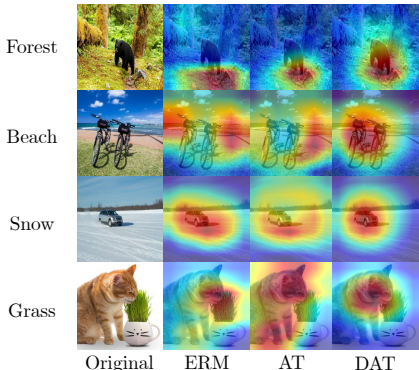 Forest
Beach
Snow
Grass
Original ERM AT DAT